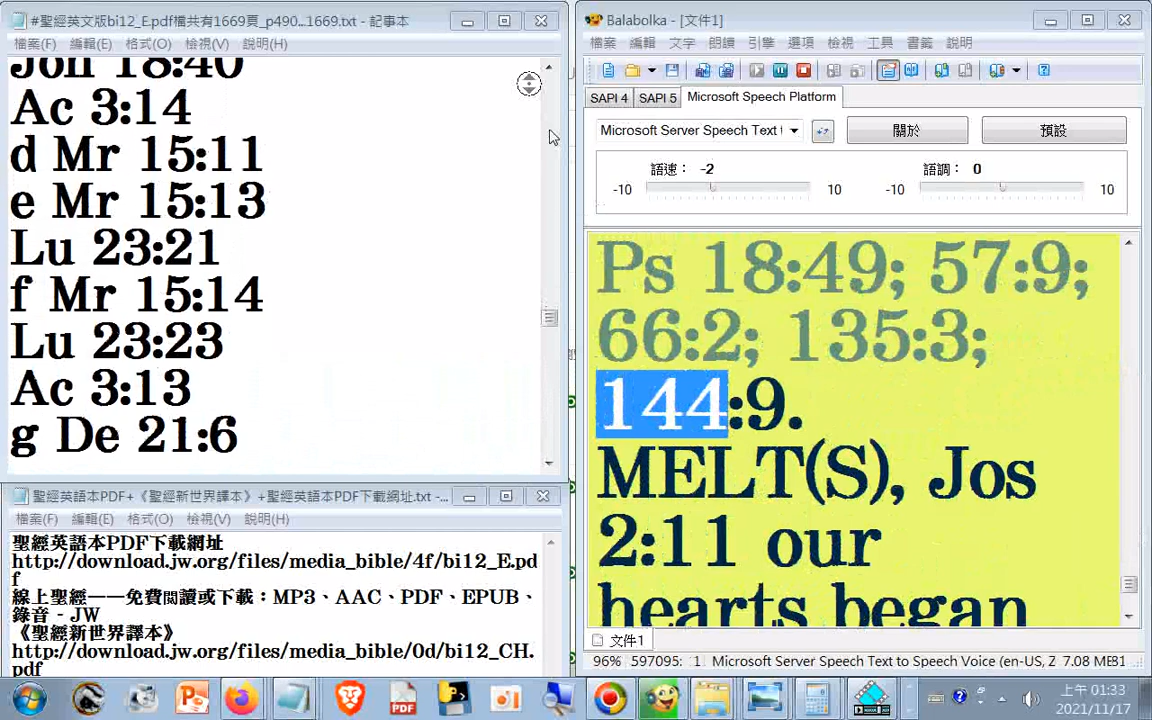 #聖經英文版bi12_E.pdf檔共有1669頁_p490...1669.txt - 記事本
檔案(F) 編輯(E) 格式(O) 檢視(V) 說明(H)
Jon 18:40
Ac 3:14
d Mr 15:11
e Mr 15:13
Lu 23:21
f Mr 15:14
Lu 23:23
Ac 3:13
g De 21:6
聖經英語本PDF+《聖經新世界譯本》+聖經英語本PDF下載網址.txt -...
檔案(F) 編輯(E) 格式(O) 檢視(V) 說明(H)
聖經英語本PDF下載網址
http://download.jw.org/files/media_bible/4f/bi12_E.pd
f
線上聖經——免費閱讀或下載：MP3、AAC、PDF、EPUB、
錄音 - JW
《聖經新世界譯本》
http://download.jw.org/files/media_bible/0d/bi12_CH.
pdf
Balabolka - [文件1]
檔案 編輯 文字 朗讀 引擎 選項 檢視 工具 書籤 說明
SAPI 4 SAPI 5 Microsoft Speech Platform
Microsoft Server Speech Text 關於 預設
語速： -2 語調： 0
-10 10 -10 10
Ps 18:49; 57:9;
66:2; 135:3;
144:9.
MELT(S), Jos
2:11 our
hearts began
文件1
96% 597095: 1 Microsoft Server Speech Text to Speech Voice (en-US, Z 7.08 MB
上午 01:33
2021/11/17